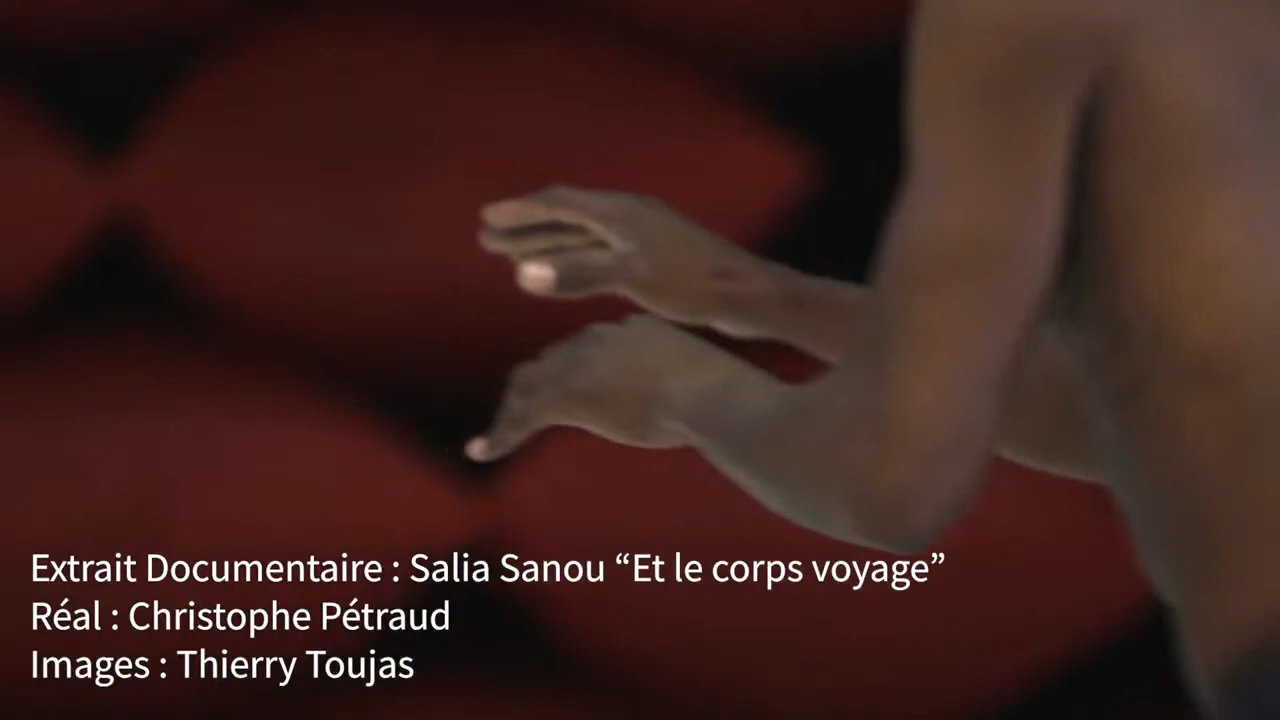 Extrait Documentaire : Salia Sanou “Et le corps voyage”
Réal : Christophe Pétraud
Images : Thierry Toujas